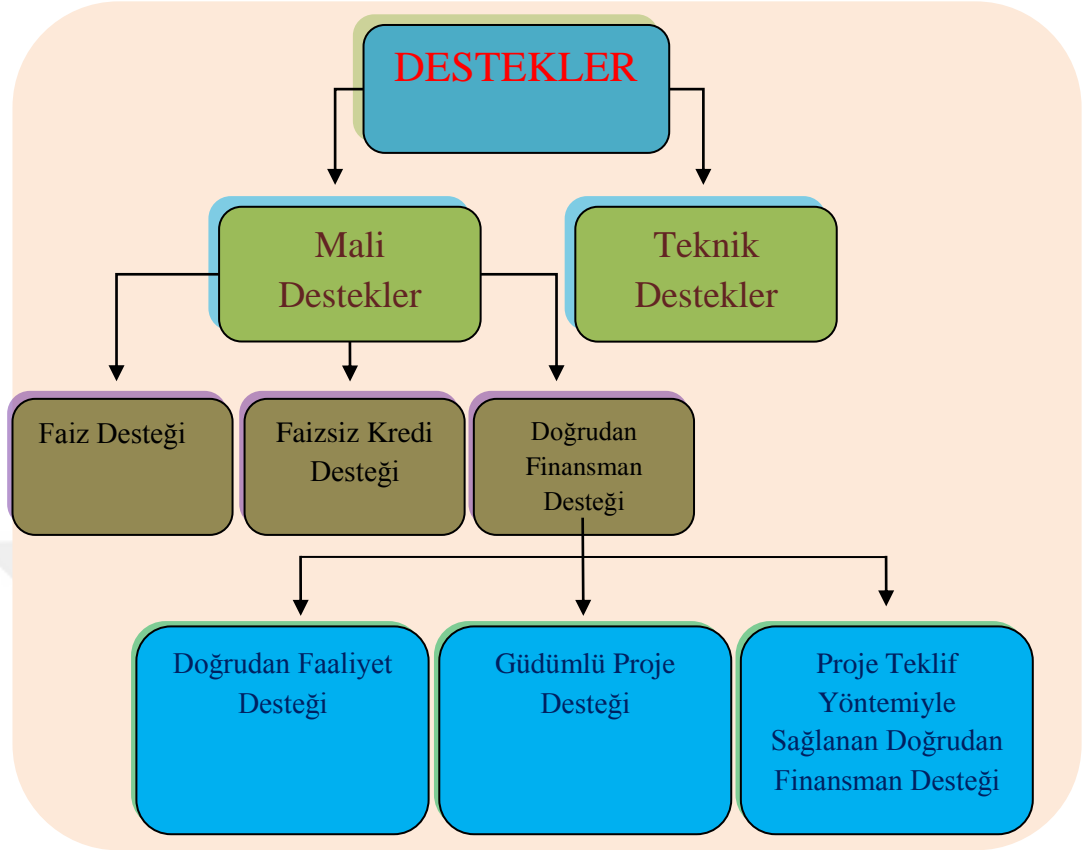 DESTEKLER
Mali
Destekler
Teknik
Destekler
Faiz Desteği
Faizsiz Kredi
Desteği
Doğrudan
Finansman
Desteği
Doğrudan Faaliyet
Desteği
Güdümlü Proje
Desteği
Proje Teklif
Yöntemiyle
Sağlanan Doğrudan
Finansman Desteği